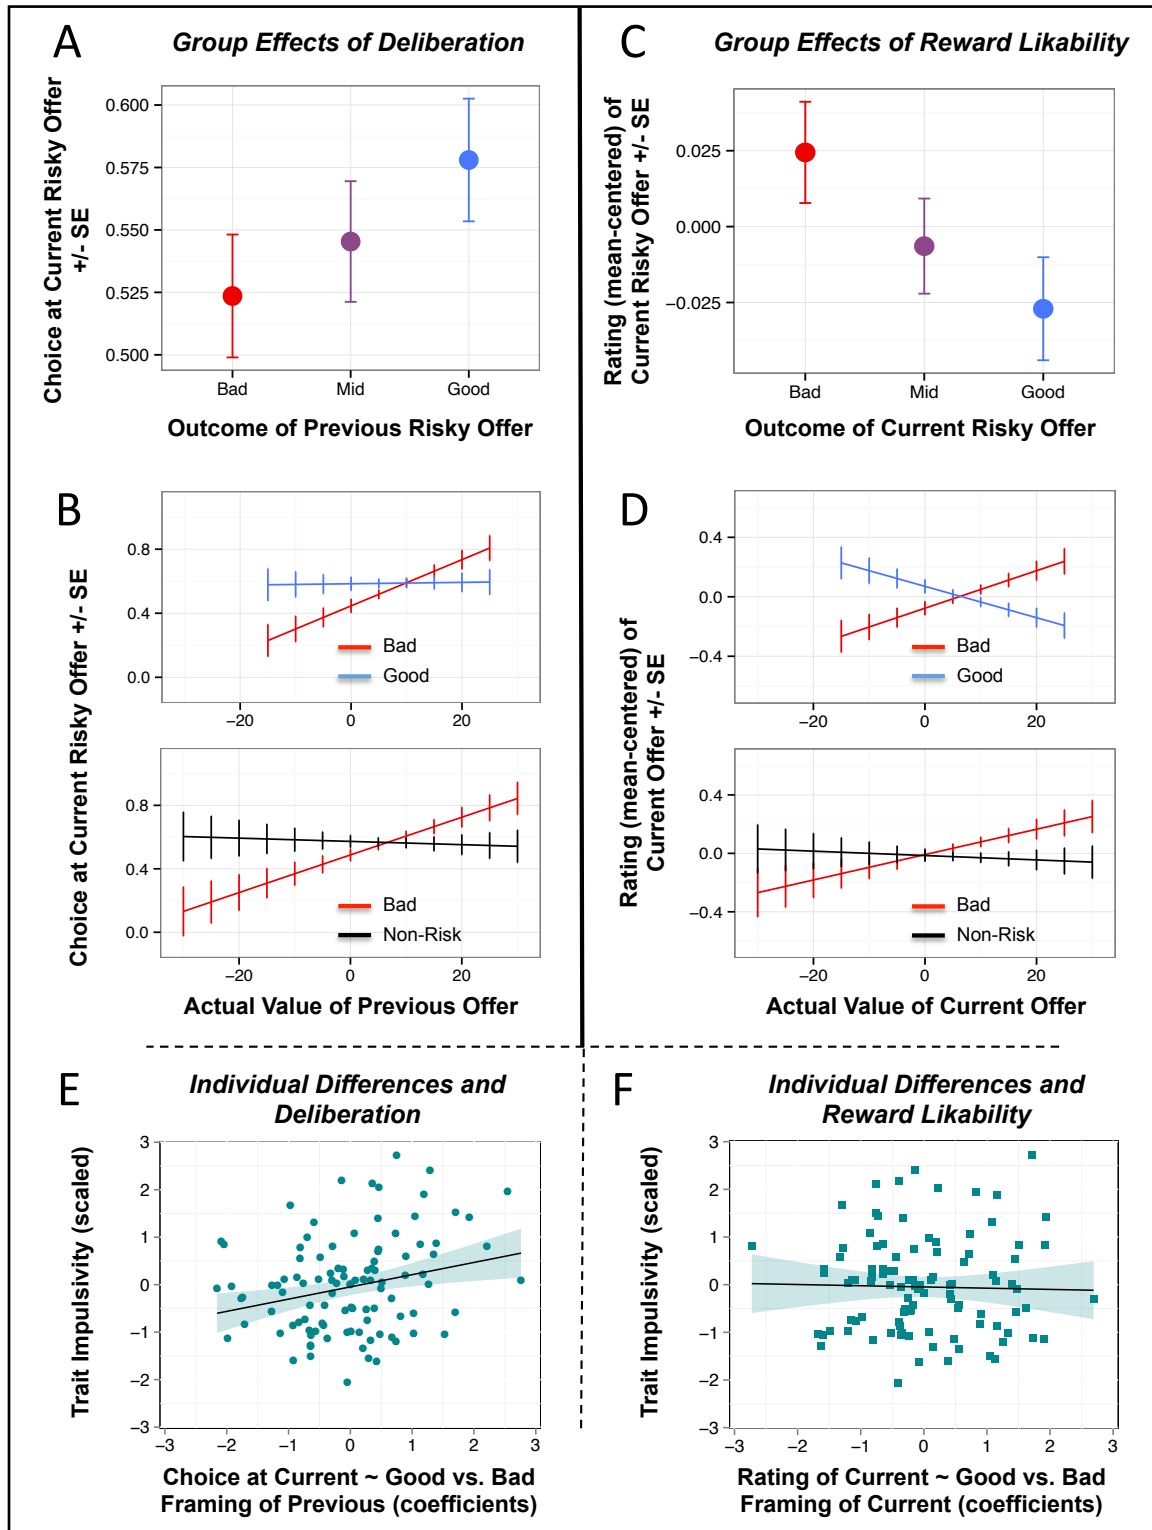 A
Group Effects of Deliberation
Choice at Current Risky Offer
+/- SE
0.600
0.575
0.550
0.525
0.500
Bad
Mid
Good
Outcome of Previous Risky Offer
C
Group Effects of Reward Likability
Rating (mean-centered) of
Current Risky Offer +/- SE
0.025
0.000
−0.025
Bad
Mid
Good
Outcome of Current Risky Offer
B
Choice at Current Risky Offer +/- SE
0.8
0.4
0.0
Bad
Good
−20
0
20
0.8
0.4
0.0
Bad
Non-Risk
−20
0
20
Actual Value of Previous Offer
D
Rating (mean-centered) of
Current Offer +/- SE
0.4
0.0
−0.4
Bad
Good
−20
0
20
0.4
0.0
−0.4
Bad
Non-Risk
−20
0
20
Actual Value of Current Offer
E
Individual Differences and
Deliberation
Trait Impulsivity (scaled)
3
2
1
0
−1
−2
−3
−3
−2
−1
0
1
2
3
Choice at Current ~ Good vs. Bad
Framing of Previous (coefficients)
F
Individual Differences and
Reward Likability
Trait Impulsivity (scaled)
3
2
1
0
−1
−2
−3
−3
−2
−1
0
1
2
3
Rating of Current ~ Good vs. Bad
Framing of Current (coefficients)